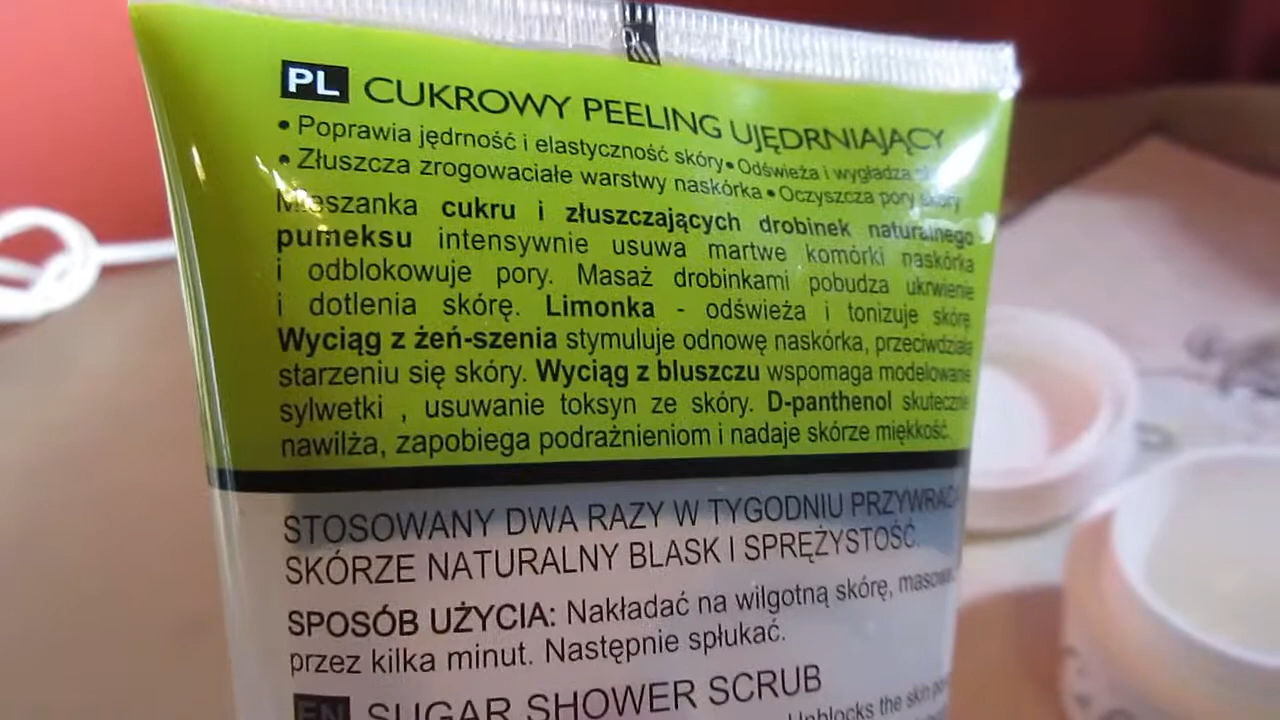 PL CUKROWY PEELING UJĘDRNIAJĄCY
• Poprawia jędrność i elastyczność skóry • Odświeża i wygładza
• Złuszcza zrogowaciałe warstwy naskórka • Oczyszcza pory skóry
Mieszanka cukru i złuszczających drobinek naturalnego
pumeksu intensywnie usuwa martwe komórki naskórka
i odblokowuje pory. Masaż drobinkami pobudza ukrwienie
i dotlenia skórę. Limonka - odświeża i tonizuje skórę
Wyciąg z żeń-szenia stymuluje odnowę naskórka, przeciwdziała
starzeniu się skóry. Wyciąg z bluszczu wspomaga modelowanie
sylwetki , usuwanie toksyn ze skóry. D-panthenol skutecznie
nawilża, zapobiega podrażnieniom i nadaje skórze miękkość.
STOSOWANY DWA RAZY W TYGODNIU PRZYWRACA
SKÓRZE NATURALNY BLASK I SPRĘŻYSTOŚĆ.
SPOSÓB UŻYCIA: Nakładać na wilgotną skórę,
przez kilka minut. Następnie spłukać.
EN SUGAR SHOWER SCRUB
Unblocks the skin